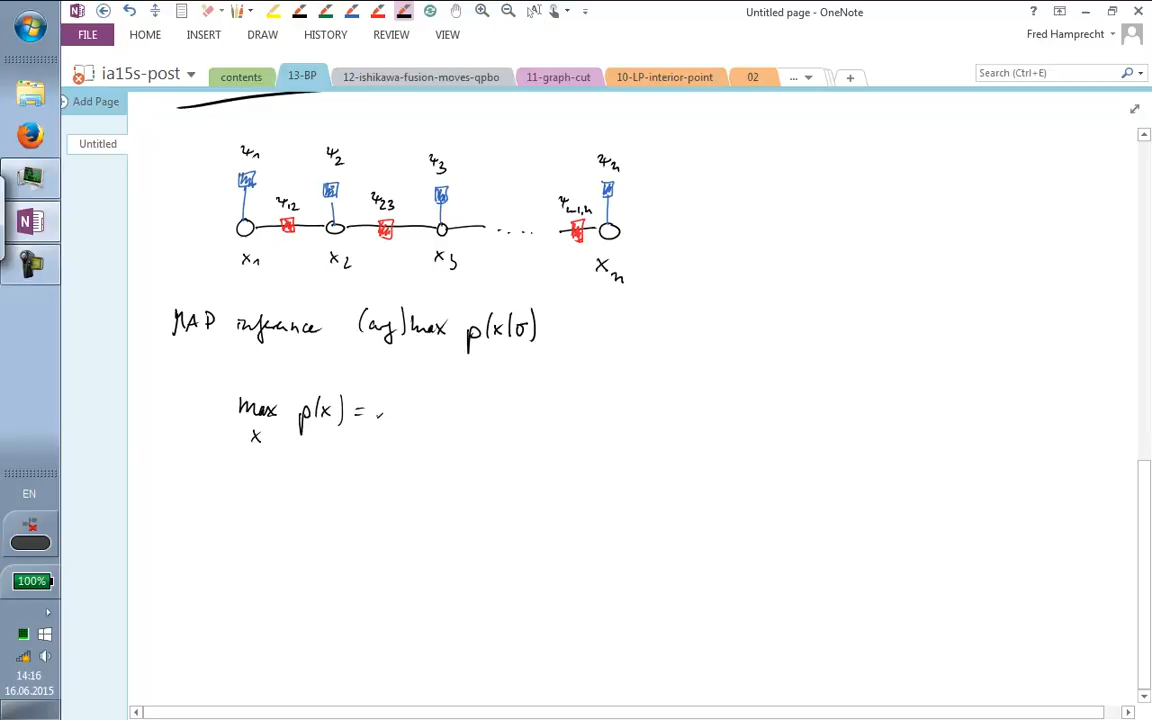 Untitled page - OneNote
FILE HOME INSERT DRAW HISTORY REVIEW VIEW
Fred Hamprecht
ia15s-post contents 13-BP 12-ishikawa-fusion-moves-qpbo 11-graph-cut 10-LP-interior-point 02 ...
Search (Ctrl+E)
Add Page
Untitled
ψ1 ψ2 ψ3 ψn
ψ12 ψ23 ψn-1,n
....
x1 x2 x3 xn
MAP inference (arg)max p(x|σ)
max p(x) =
x
EN
100%
14:16
16.06.2015